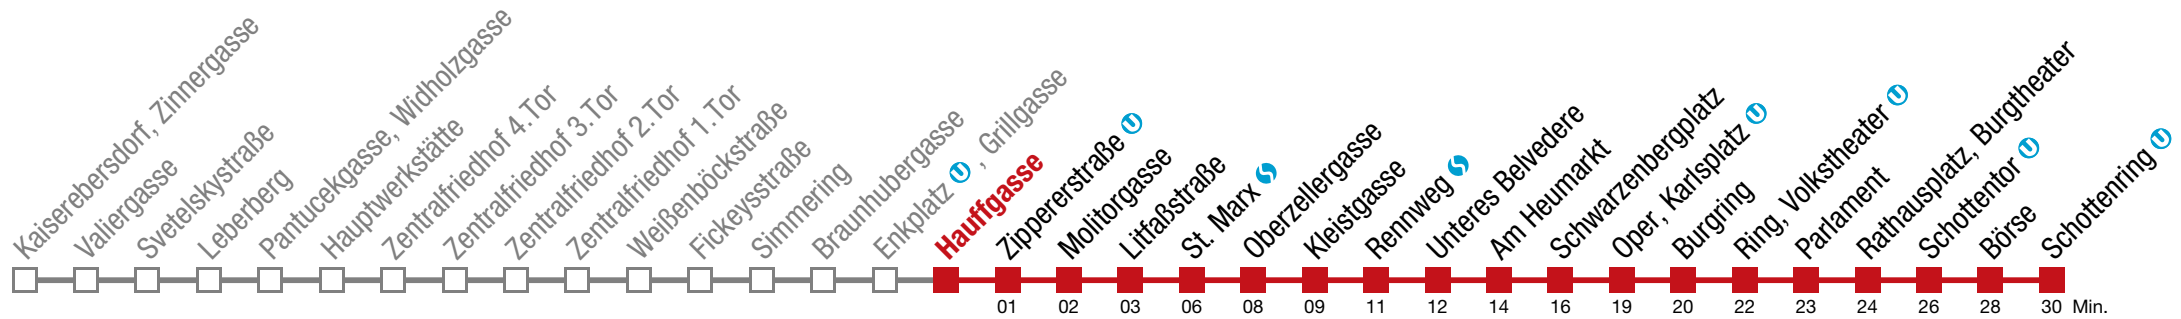 Kaiserebersdorf, Zinnergasse
Valiergasse
Svetelskystraße
Leberberg
Pantucekgasse, Widholzgasse
Hauptwerkstätte
Zentralfriedhof 4.Tor
Zentralfriedhof 3.Tor
Zentralfriedhof 2.Tor
Zentralfriedhof 1.Tor
Weißenböckstraße
Fickeysstraße
Simmering
Braunhubergasse
Enkplatz U , Grillgasse
Hauffgasse
Zippererstraße U
Molitorgasse
Litfaßstraße
St. Marx S
Oberzellergasse
Kleistgasse
Rennweg S
Unteres Belvedere
Am Heumarkt
Schwarzenbergplatz
Oper, Karlsplatz U
Burgring
Ring, Volkstheater U
Parlament
Rathausplatz, Burgtheater
Schottentor U
Börse
Schottenring U
01 02 03 06 08 09 11 12 14 16 19 20 22 23 24 26 28 30 Min.